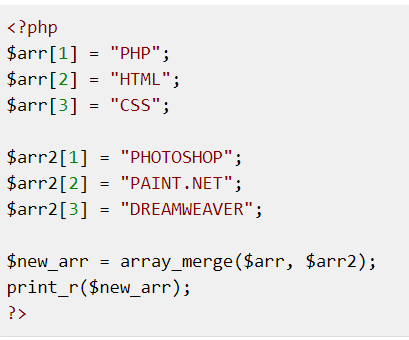 <?php
$arr[1] = "PHP";
$arr[2] = "HTML";
$arr[3] = "CSS";
$arr2[1] = "PHOTOSHOP";
$arr2[2] = "PAINT.NET";
$arr2[3] = "DREAMWEAVER";
$new_arr = array_merge($arr, $arr2);
print_r($new_arr);
?>